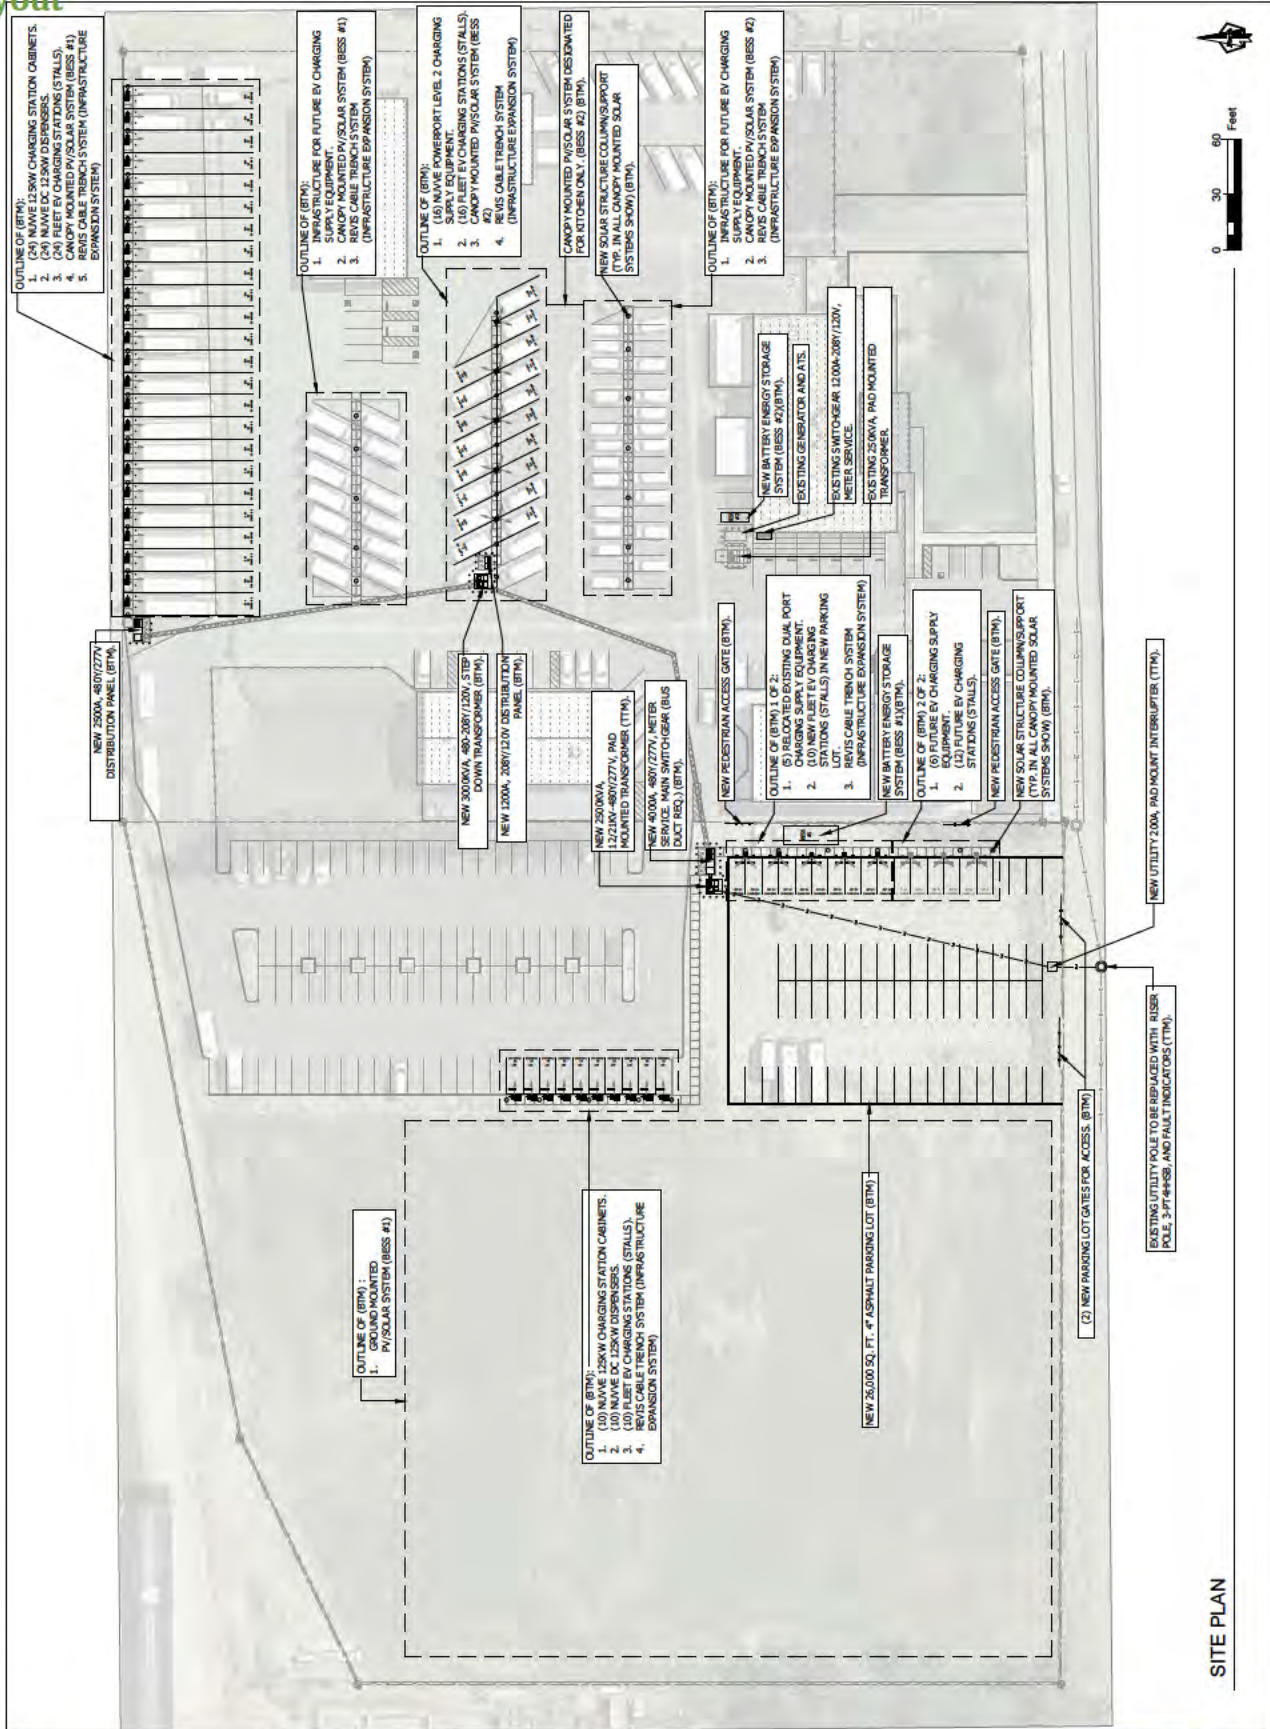 yout
OUTLINE OF (BTM):
1. (24) NUVVE 125KW CHARGING STATION CABINETS.
2. (24) NUVVE DC 125KW DISPENSERS.
3. (24) FLEET EV CHARGING STATIONS (STALLS).
4. CANOPY MOUNTED PV/SOLAR SYSTEM (BESS #1)
5. REVIS CABLE TRENCH SYSTEM (INFRASTRUCTURE
EXPANSION SYSTEM)
OUTLINE OF (BTM):
1. INFRASTRUCTURE FOR FUTURE EV CHARGING
SUPPLY EQUIPMENT.
2. CANOPY MOUNTED PV/SOLAR SYSTEM (BESS #1)
3. REVIS CABLE TRENCH SYSTEM
(INFRASTRUCTURE EXPANSION SYSTEM)
OUTLINE OF (BTM):
1. (16) NUVVE POWERPORT LEVEL 2 CHARGING
SUPPLY EQUIPMENT.
2. (16) FLEET EV CHARGING STATIONS (STALLS).
3. CANOPY MOUNTED PV/SOLAR SYSTEM (BESS
#2)
4. REVIS CABLE TRENCH SYSTEM
(INFRASTRUCTURE EXPANSION SYSTEM)
CANOPY MOUNTED PV/SOLAR SYSTEM DESIGNATED
FOR KITCHEN ONLY. (BESS #2) (BTM).
NEW SOLAR STRUCTURE COLUMN/SUPPORT
(TYP. IN ALL CANOPY MOUNTED SOLAR
SYSTEMS SHOW) (BTM).
OUTLINE OF (BTM):
1. INFRASTRUCTURE FOR FUTURE EV CHARGING
SUPPLY EQUIPMENT.
2. CANOPY MOUNTED PV/SOLAR SYSTEM (BESS #2)
3. REVIS CABLE TRENCH SYSTEM
(INFRASTRUCTURE EXPANSION SYSTEM)
NEW BATTERY ENERGY STORAGE
SYSTEM (BESS #2)(BTM).
EXISTING GENERATOR AND ATS.
EXISTING SWITCHGEAR 1200A-208Y/120V,
METER SERVICE.
EXISTING 250KVA, PAD MOUNTED
TRANSFORMER.
NEW 2500A, 480Y/277V
DISTRIBUTION PANEL (BTM).
NEW 3000KVA, 480-208Y/120V, STEP
DOWN TRANSFORMER (BTM).
NEW 1200A, 208Y/120V DISTRIBUTION
PANEL (BTM).
NEW 2500KVA,
12/21KV-480Y/277V, PAD
MOUNTED TRANSFORMER (TTM).
NEW 4000A, 480Y/277V, METER
SERVICE. MAIN SWITCHGEAR (BUS
DUCT REQ.) (BTM).
NEW PEDESTRIAN ACCESS GATE (BTM).
OUTLINE OF (BTM) 1 OF 2:
1. (5) RELOCATED EXISTING DUAL PORT
CHARGING SUPPLY EQUIPMENT.
2. (10) NEW FLEET EV CHARGING
STATIONS (STALLS) IN NEW PARKING
LOT.
3. REVIS CABLE TRENCH SYSTEM
(INFRASTRUCTURE EXPANSION SYSTEM)
NEW BATTERY ENERGY STORAGE
SYSTEM (BESS #1)(BTM).
OUTLINE OF (BTM) 2 OF 2:
1. (6) FUTURE EV CHARGING SUPPLY
EQUIPMENT.
2. (12) FUTURE EV CHARGING
STATIONS (STALLS).
NEW PEDESTRIAN ACCESS GATE (BTM).
NEW SOLAR STRUCTURE COLUMN/SUPPORT
(TYP. IN ALL CANOPY MOUNTED SOLAR
SYSTEMS SHOW) (BTM).
NEW UTILITY 200A, PAD MOUNT INTERRUPTER (TTM).
OUTLINE OF (BTM) :
1. GROUND MOUNTED
PV/SOLAR SYSTEM (BESS #1)
OUTLINE OF (BTM):
1. (10) NUVVE 125KW CHARGING STATION CABINETS.
2. (10) NUVVE DC 125KW DISPENSERS.
3. (10) FLEET EV CHARGING STATIONS (STALLS).
4. REVIS CABLE TRENCH SYSTEM (INFRASTRUCTURE
EXPANSION SYSTEM)
NEW 26,000 SQ. FT. 4" ASPHALT PARKING LOT (BTM)
(2) NEW PARKING LOT GATES FOR ACCESS. (BTM)
EXISTING UTILITY POLE TO BE REPLACED WITH RISER
POLE, AND FAULT INDICATORS (TTM).
SITE PLAN
0 30 60
Feet